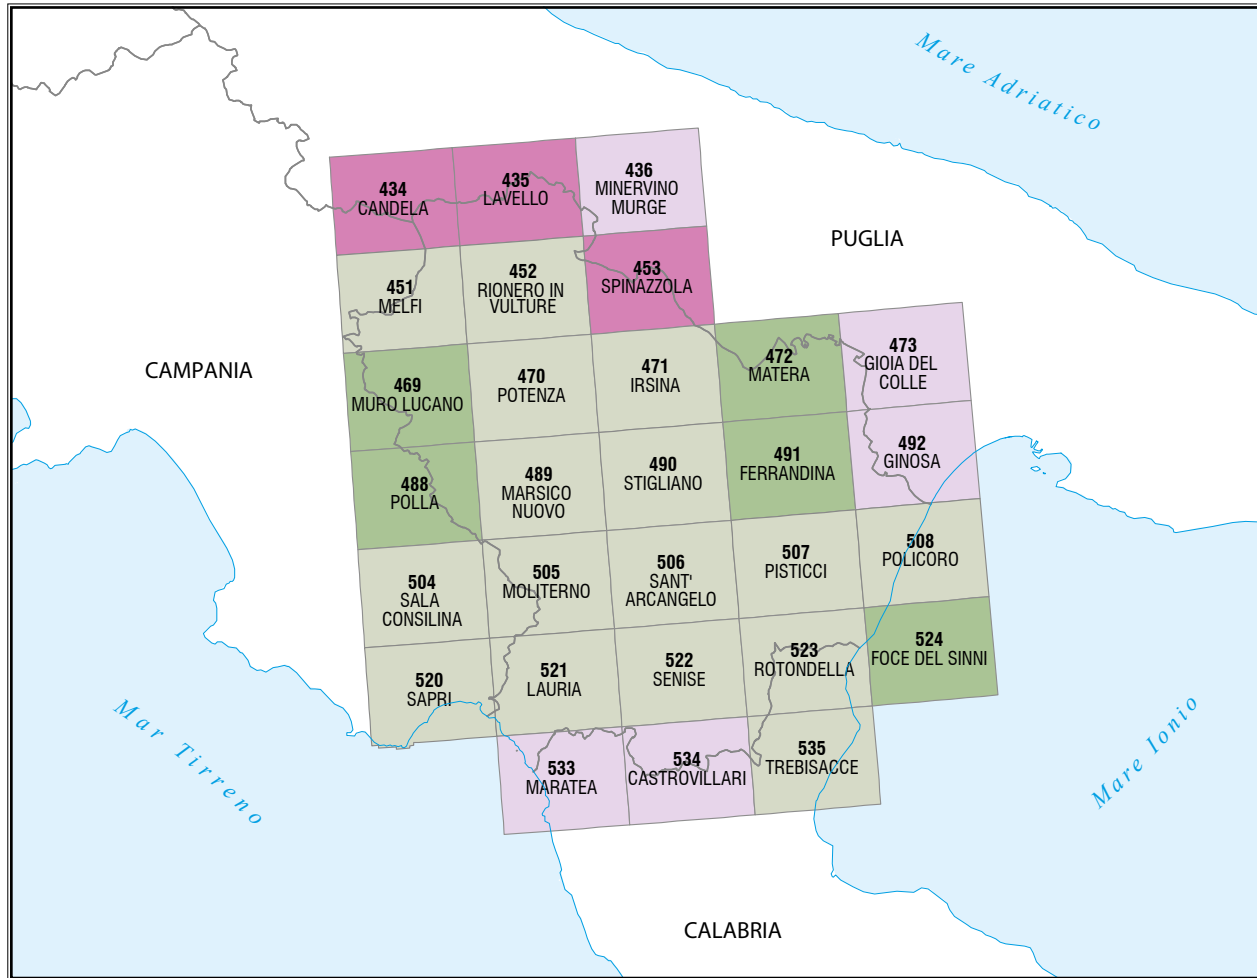 Mare Adriatico
434
CANDELA
435
LAVELLO
436
MINERVINO
MURGE
PUGLIA
451
MELFI
452
RIONERO IN
VULTURE
453
SPINAZZOLA
CAMPANIA
469
MURO LUCANO
470
POTENZA
471
IRSINA
472
MATERA
473
GIOIA DEL
COLLE
488
POLLA
489
MARSICO
NUOVO
490
STIGLIANO
491
FERRANDINA
492
GINOSA
504
SALA
CONSILINA
505
MOLITERNO
506
SANT'
ARCANGELO
507
PISTICCI
508
POLICORO
520
SAPRI
521
LAURIA
522
SENISE
523
ROTONDELLA
524
FOCE DEL SINNI
Mar Tirreno
533
MARATEA
534
CASTROVILLARI
535
TREBISACCE
Mare Ionio
CALABRIA